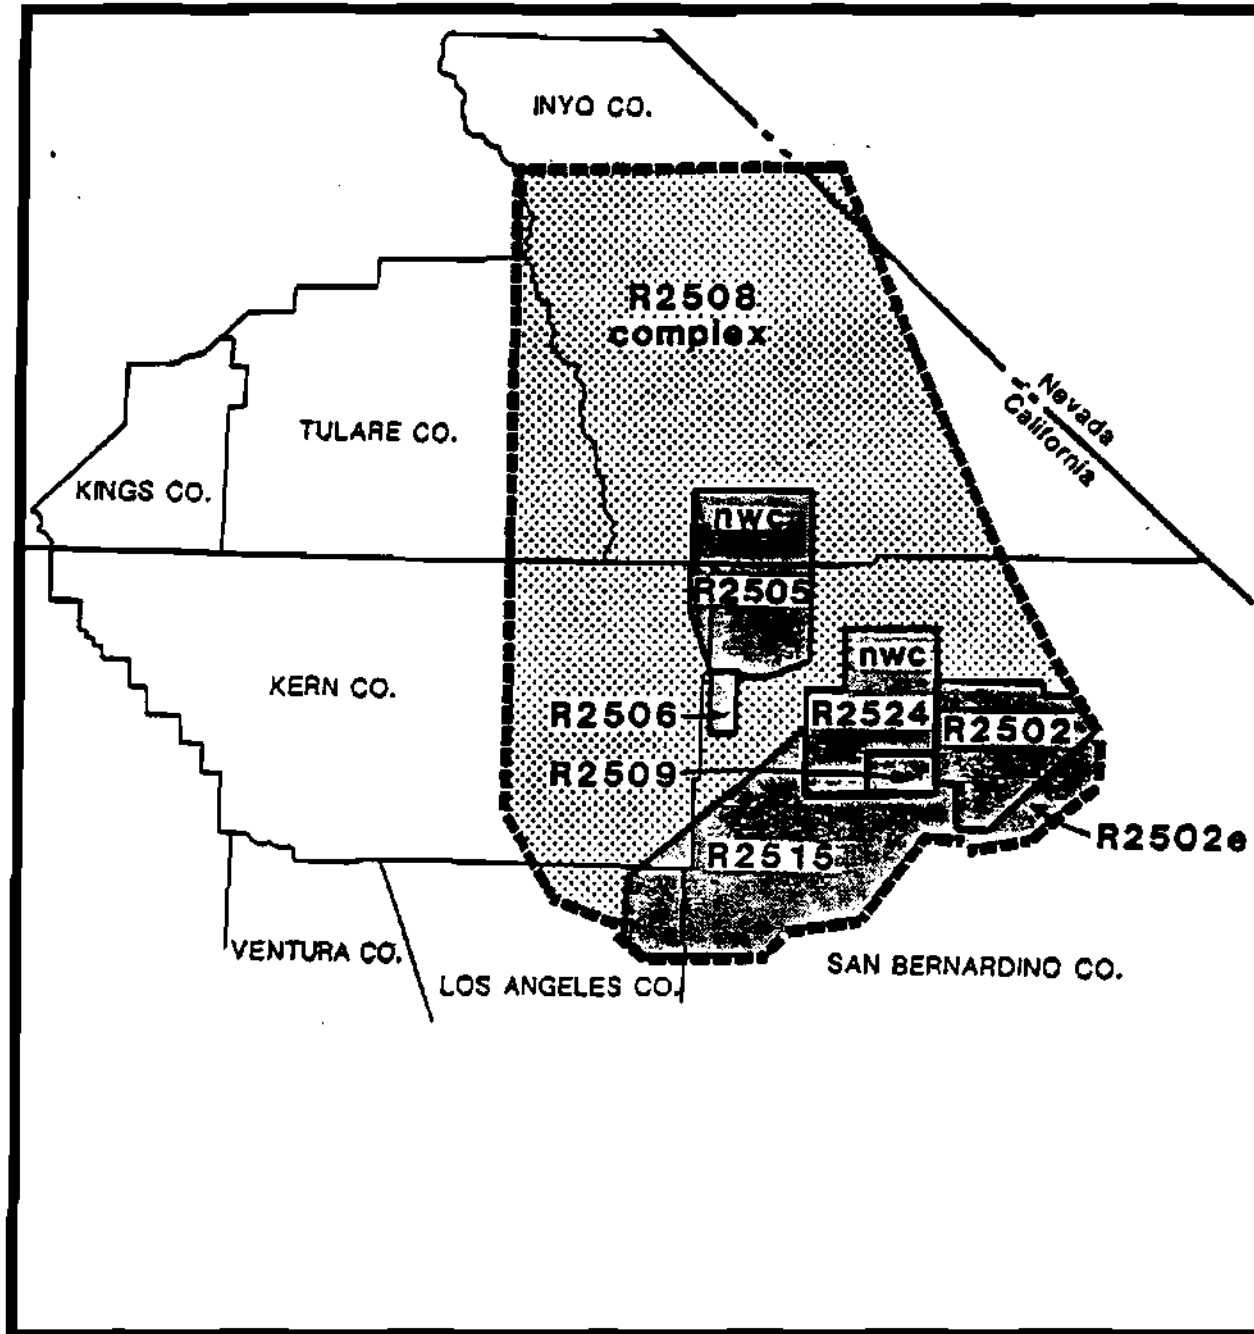 INYO CO.
R2508
complex
Nevada
California
TULARE CO.
KINGS CO.
nwc
R2505
nwc
KERN CO.
R2506
R2524
R2502
R2509
R2515
R2502e
VENTURA CO.
LOS ANGELES CO.
SAN BERNARDINO CO.